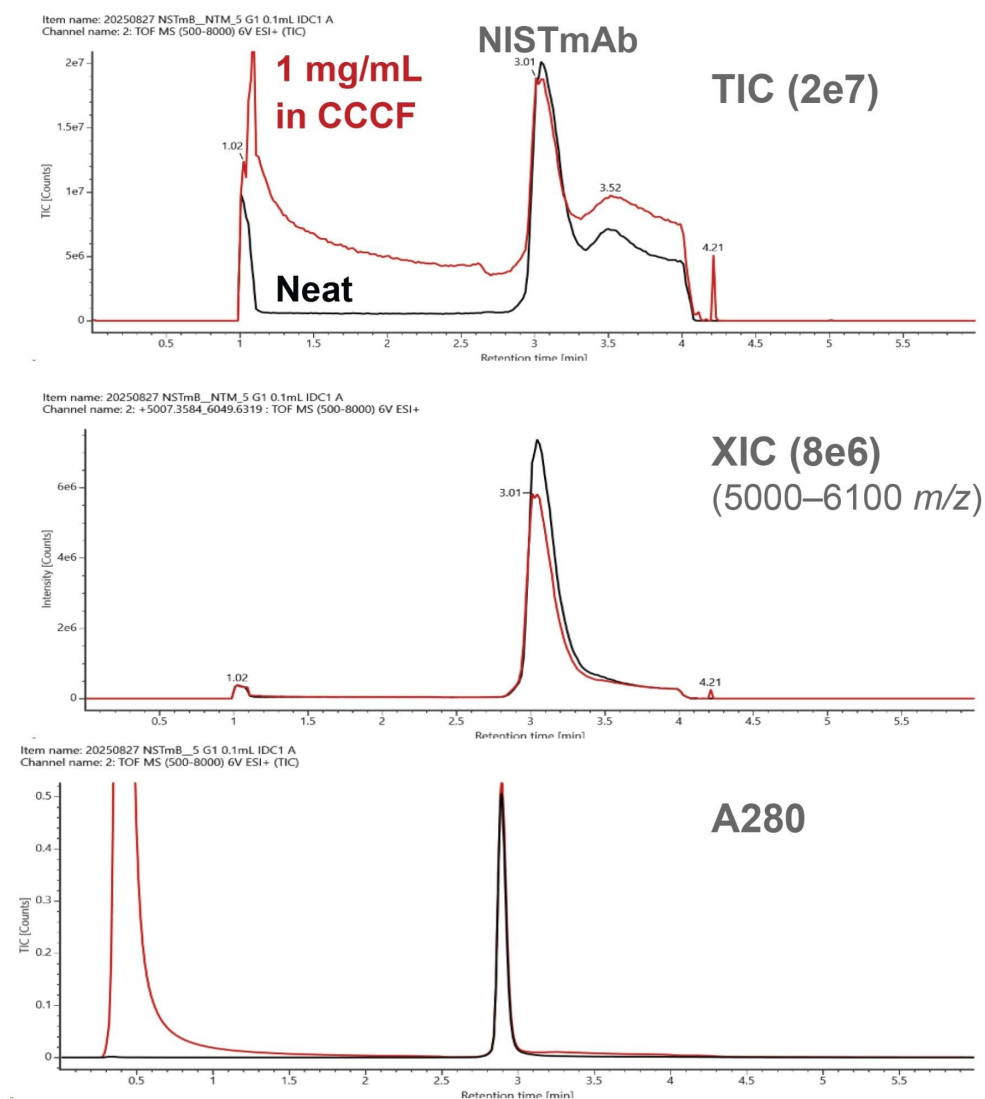 Item name: 20250827 NSTmB__NTM_5 G1 0.1mL IDC1 A
Channel name: 2: TOF MS (500-8000) 6V ESI+ (TIC)
NISTmAb
2e7
3.01
1 mg/mL
in CCCF
TIC (2e7)
1.5e7
1.02
TIC [Counts]
1e7
3.52
5e6
4.21
Neat
0
0.5 1 1.5 2 2.5 3 3.5 4 4.5 5 5.5
Retention time [min]
Item name: 20250827 NSTmB__NTM_5 G1 0.1mL IDC1 A
Channel name: 2: +5007.3584_6049.6319 : TOF MS (500-8000) 6V ESI+
XIC (8e6)
(5000–6100 m/z)
6e6
3.01
Intensity [Counts]
4e6
2e6
1.02
4.21
0
0.5 1 1.5 2 2.5 3 3.5 4 4.5 5 5.5
Retention time [min]
Item name: 20250827 NSTmB__5 G1 0.1mL IDC1 A
Channel name: 2: TOF MS (500-8000) 6V ESI+ (TIC)
A280
0.5
0.4
0.3
TIC [Counts]
0.2
0.1
0
0.5 1 1.5 2 2.5 3 3.5 4 4.5 5 5.5
Retention time [min]